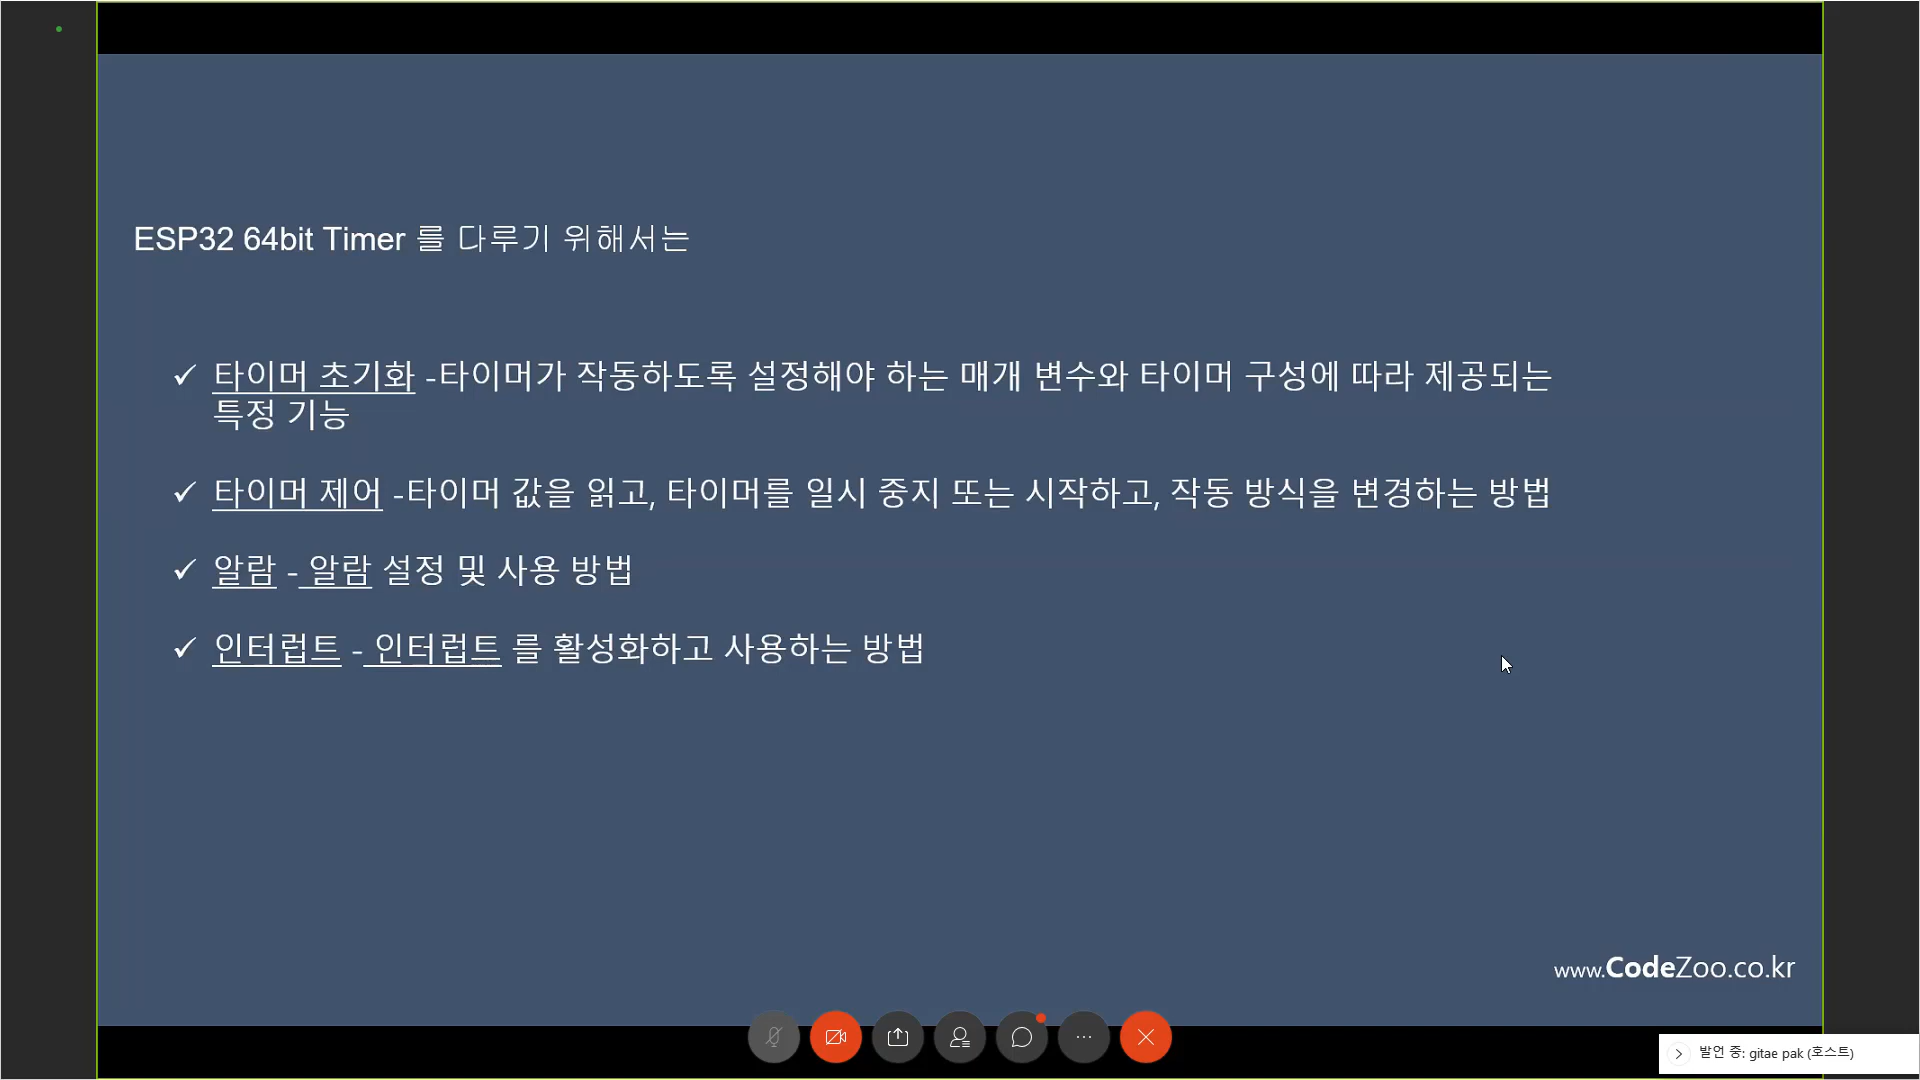 ESP32 64bit Timer 를 다루기 위해서는
✓ 타이머 초기화 -타이머가 작동하도록 설정해야 하는 매개 변수와 타이머 구성에 따라 제공되는
특정 기능
✓ 타이머 제어 -타이머 값을 읽고, 타이머를 일시 중지 또는 시작하고, 작동 방식을 변경하는 방법
✓ 알람 - 알람 설정 및 사용 방법
✓ 인터럽트 - 인터럽트 를 활성화하고 사용하는 방법
www.CodeZoo.co.kr
발언 중: gitae pak (호스트)